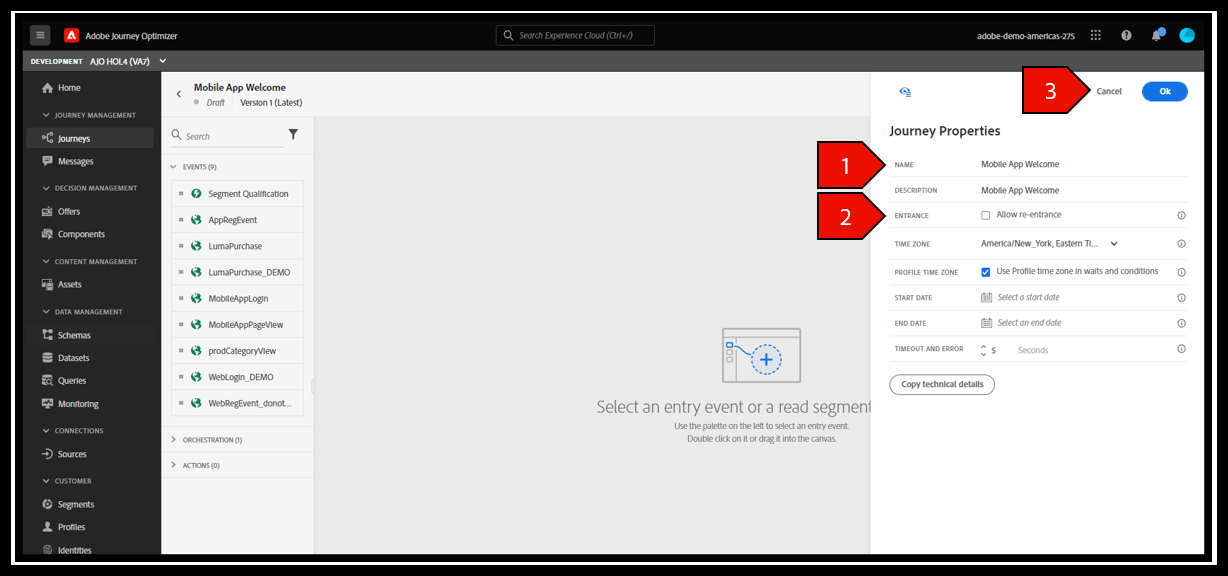 Adobe Journey Optimizer
Search Experience Cloud (Ctrl+/)
adobe-demo-americas-275
DEVELOPMENT AJO HOL4 (VA7)
Home
JOURNEY MANAGEMENT
Journeys
Messages
DECISION MANAGEMENT
Offers
Components
CONTENT MANAGEMENT
Assets
DATA MANAGEMENT
Schemas
Datasets
Queries
Monitoring
CONNECTIONS
Sources
CUSTOMER
Segments
Profiles
Identities
Mobile App Welcome
Draft Version 1 (Latest)
Search
EVENTS (9)
Segment Qualification
AppRegEvent
LumaPurchase
LumaPurchase_DEMO
MobileAppLogin
MobileAppPageView
prodCategoryView
WebLogin_DEMO
WebRegEvent_donot...
ORCHESTRATION (1)
ACTIONS (0)
Select an entry event or a read segment
Use the palette on the left to select an entry event.
Double click on it or drag it into the canvas.
3
Cancel
Ok
Journey Properties
1
NAME Mobile App Welcome
DESCRIPTION Mobile App Welcome
2
ENTRANCE Allow re-entrance
TIME ZONE America/New_York, Eastern Ti...
PROFILE TIME ZONE Use Profile time zone in waits and conditions
START DATE Select a start date
END DATE Select an end date
TIMEOUT AND ERROR 5 Seconds
Copy technical details